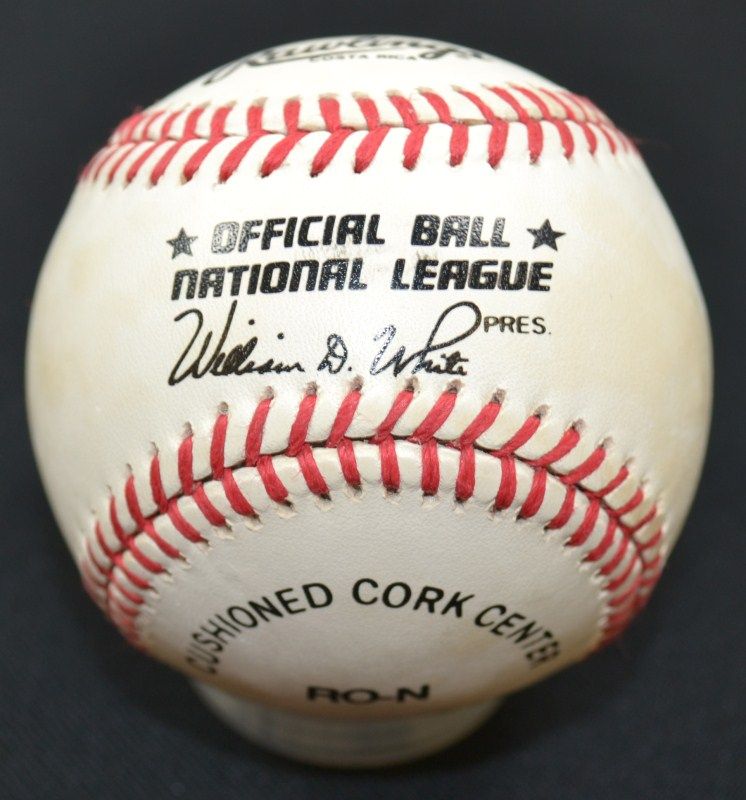 Rawlings
COSTA RICA
★ OFFICIAL BALL ★
NATIONAL LEAGUE
William D. White PRES.
CUSHIONED CORK CENTER
RO-N